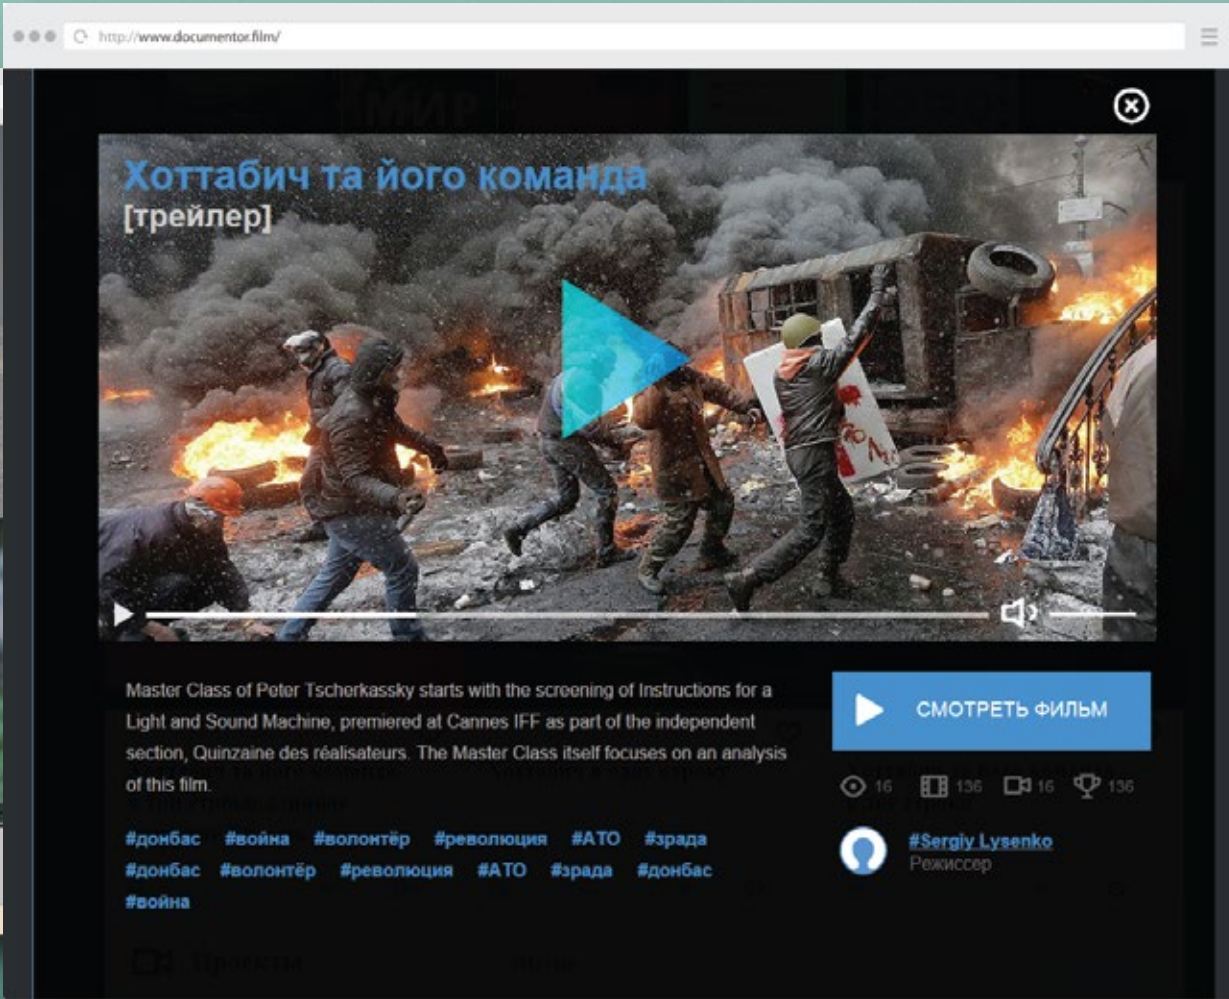 http://www.documentor.film/
Хоттабич та його команда
[трейлер]
Master Class of Peter Tscherkassky starts with the screening of Instructions for a
Light and Sound Machine, premiered at Cannes IFF as part of the independent
section, Quinzaine des réalisateurs. The Master Class itself focuses on an analysis
of this film.
#донбас #война #волонтёр #революция #АТО #зрада
#донбас #волонтёр #революция #АТО #зрада #донбас
#война
СМОТРЕТЬ ФИЛЬМ
16 136 16 136
#Sergiy Lysenko
Режиссер